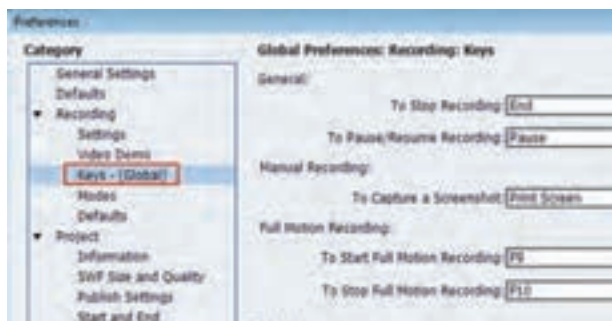 Preferences
Category
General Settings
Defaults
Recording
Settings
Video Demo
Keys - (Global)
Modes
Defaults
Project
Information
SWF Size and Quality
Publish Settings
Start and End
Global Preferences: Recording: Keys
General:
To Stop Recording: End
To Pause/Resume Recording: Pause
Manual Recording:
To Capture a Screenshot: Print Screen
Full Motion Recording:
To Start Full Motion Recording: F9
To Stop Full Motion Recording: F10